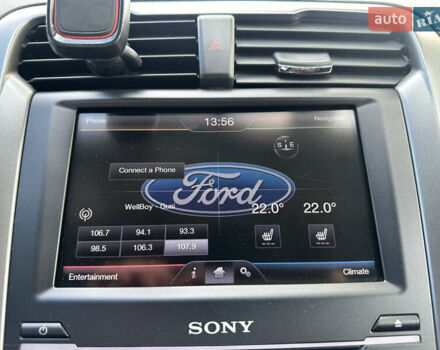 auto RIA
Phone
13:56
Navigation
S E
Connect a Phone
Ford
WellBoy - Gusi
22.0° 22.0°
106.7 94.1 93.3
98.5 106.3 107.9
i
Entertainment
Climate
SONY